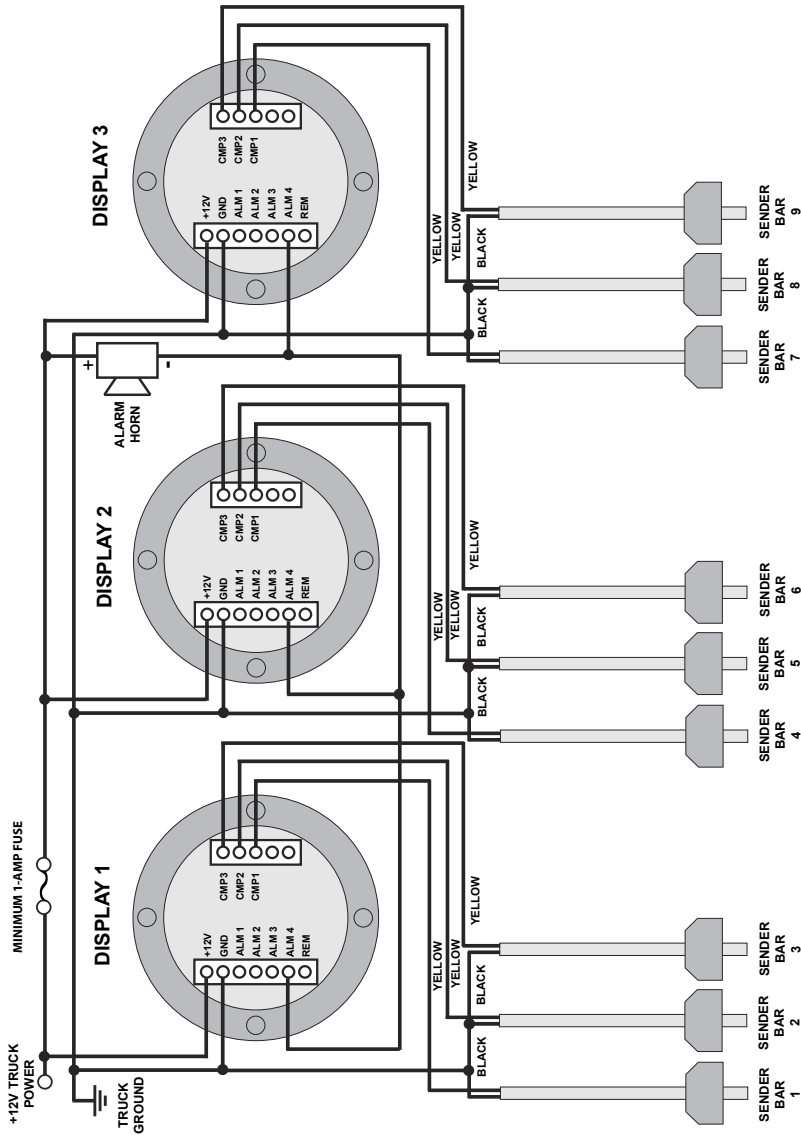 +12V TRUCK
POWER
MINIMUM 1-AMP FUSE
TRUCK
GROUND
DISPLAY 1
+12V
GND
ALM 1
ALM 2
ALM 3
ALM 4
REM
CMP3
CMP2
CMP1
YELLOW
YELLOW
YELLOW
BLACK
BLACK
SENDER
BAR
1
SENDER
BAR
2
SENDER
BAR
3
DISPLAY 2
+12V
GND
ALM 1
ALM 2
ALM 3
ALM 4
REM
CMP3
CMP2
CMP1
YELLOW
YELLOW
YELLOW
BLACK
BLACK
SENDER
BAR
4
SENDER
BAR
5
SENDER
BAR
6
ALARM
HORN
+
-
DISPLAY 3
+12V
GND
ALM 1
ALM 2
ALM 3
ALM 4
REM
CMP3
CMP2
CMP1
YELLOW
YELLOW
YELLOW
BLACK
BLACK
SENDER
BAR
7
SENDER
BAR
8
SENDER
BAR
9